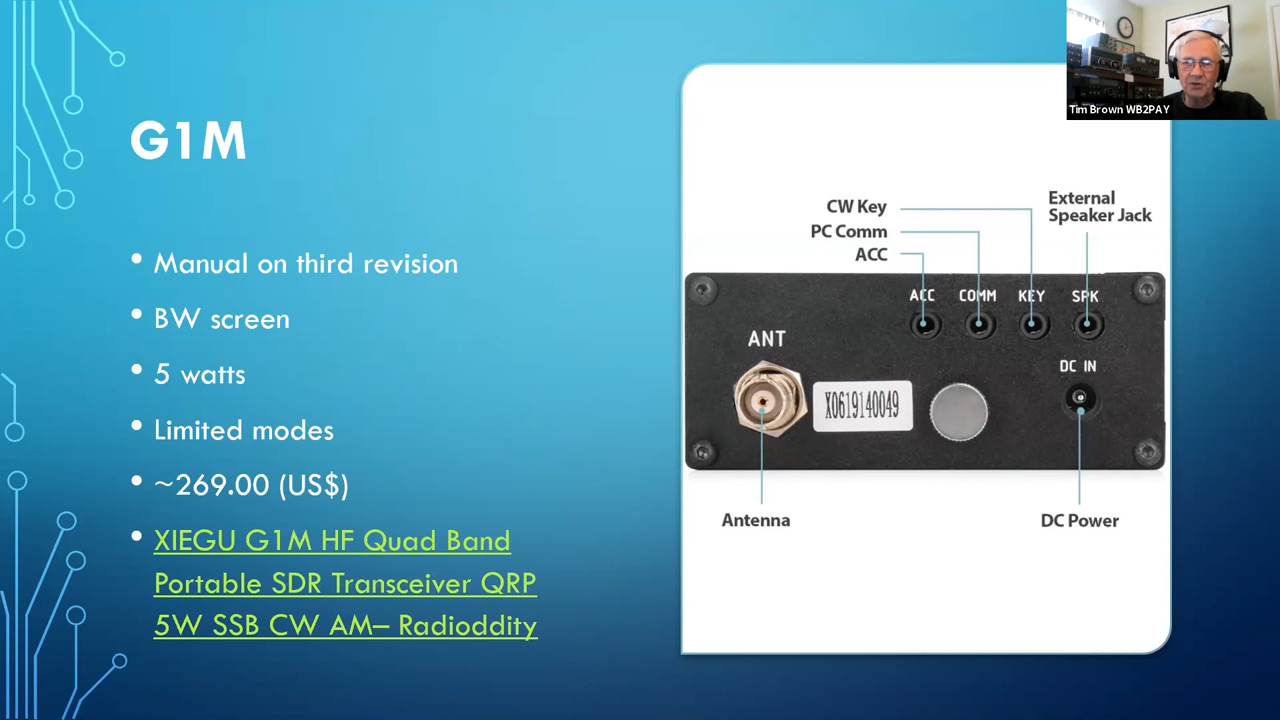 Tim Brown WB2PAY
G1M
• Manual on third revision
• BW screen
• 5 watts
• Limited modes
• ~269.00 (US$)
• XIEGU G1M HF Quad Band
Portable SDR Transceiver QRP
5W SSB CW AM– Radioddity
CW Key
PC Comm
ACC
External
Speaker Jack
ACC COMM KEY SPK
ANT
DC IN
X0619140049
Antenna
DC Power